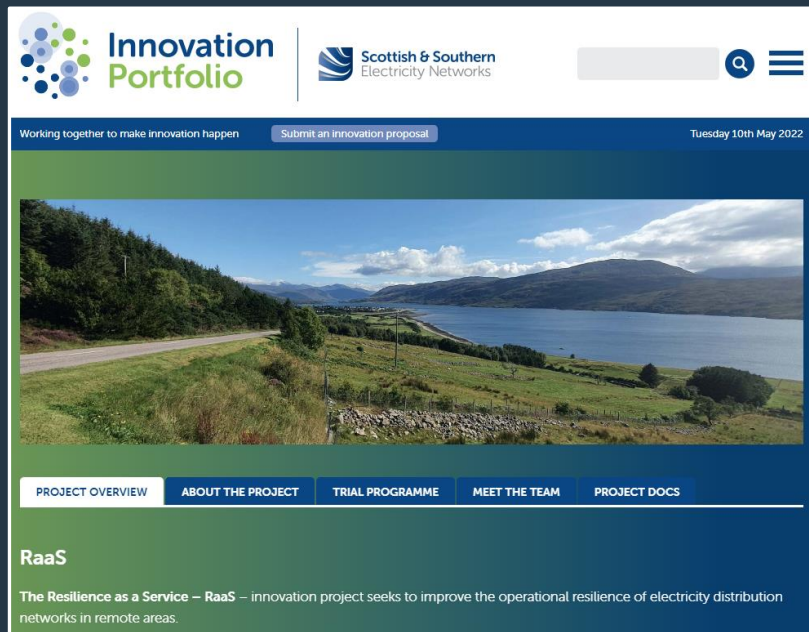 Innovation
Portfolio
Scottish & Southern
Electricity Networks
Working together to make innovation happen
Submit an innovation proposal
Tuesday 10th May 2022
PROJECT OVERVIEW
ABOUT THE PROJECT
TRIAL PROGRAMME
MEET THE TEAM
PROJECT DOCS
RaaS
The Resilience as a Service – RaaS – innovation project seeks to improve the operational resilience of electricity distribution
networks in remote areas.